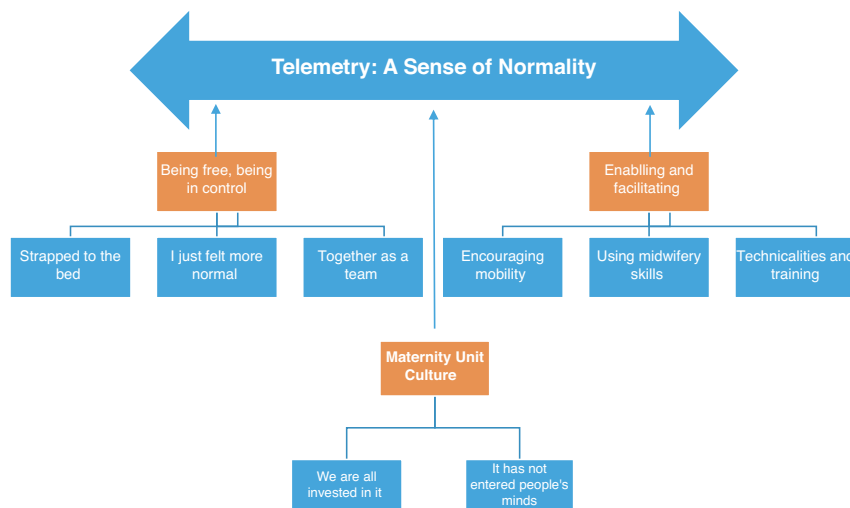 Telemetry: A Sense of Normality
Being free, being
in control
Enablling and
facilitating
Strapped to the
bed
I just felt more
normal
Together as a
team
Encouraging
mobility
Using midwifery
skills
Technicalities and
training
Maternity Unit
Culture
We are all
invested in it
It has not
entered people's
minds